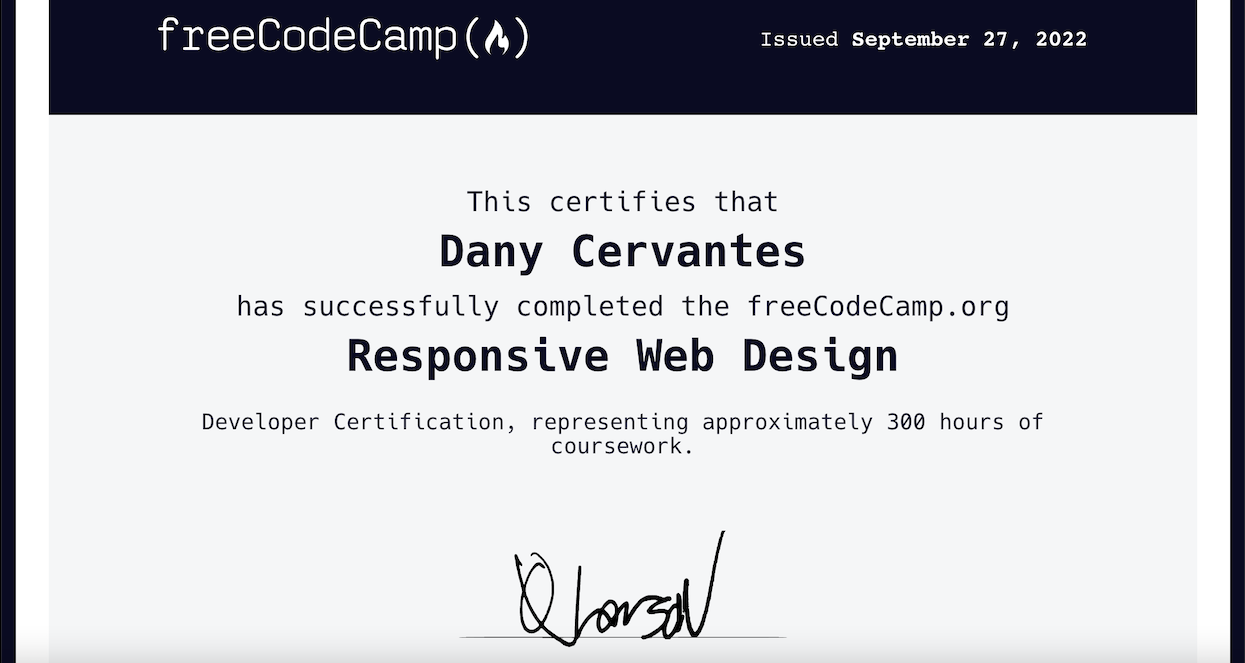 freeCodeCamp
Issued September 27, 2022
This certifies that
Dany Cervantes
has successfully completed the freeCodeCamp.org
Responsive Web Design
Developer Certification, representing approximately 300 hours of
coursework.